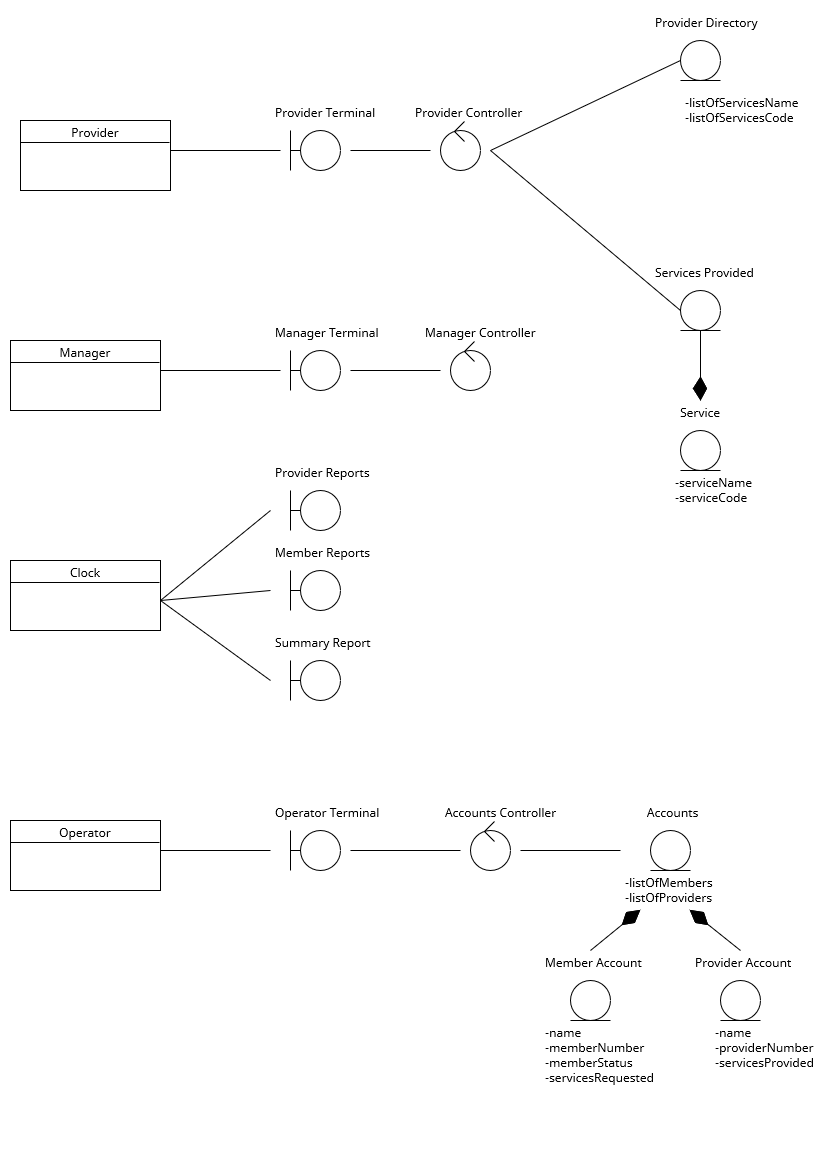 Provider Directory
-listOfServicesName
-listOfServicesCode
Provider Terminal
Provider Controller
Provider
Services Provided
Manager Terminal
Manager Controller
Manager
Service
-serviceName
-serviceCode
Provider Reports
Member Reports
Clock
Summary Report
Operator Terminal
Accounts Controller
Accounts
Operator
-listOfMembers
-listOfProviders
Member Account
Provider Account
-name
-memberNumber
-memberStatus
-servicesRequested
-name
-providerNumber
-servicesProvided